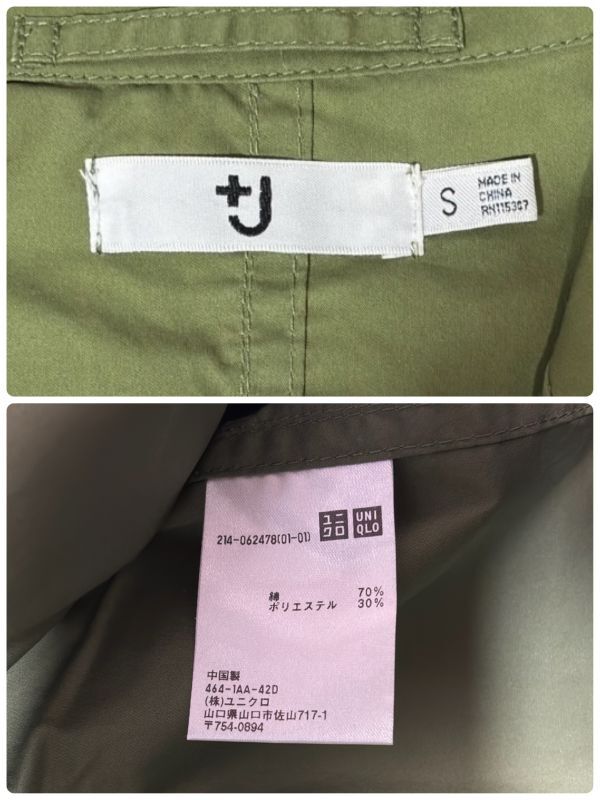 +J
S
MADE IN
CHINA
RN115307
214-062478(01-01)
ユニ
クロ
UNI
QLO
綿 70%
ポリエステル 30%
中国製
464-1AA-42D
(株)ユニクロ
山口県山口市佐山717-1
〒754-0894